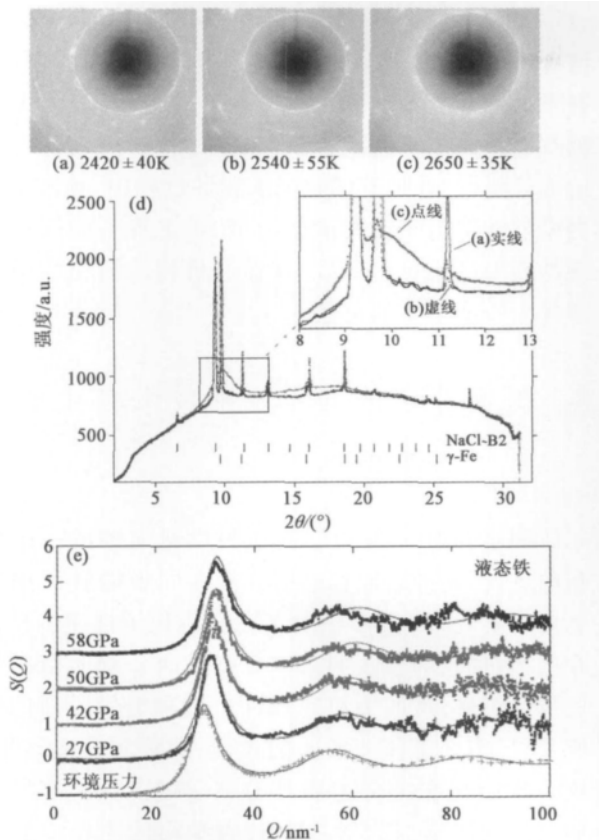 (a) 2420 ± 40K (b) 2540 ± 55K (c) 2650 ± 35K
(d)
强度/a.u.
2500
2000
1500
1000
500
(c)点线
(a)实线
(b)虚线
8 9 10 11 12 13
NaCl-B2
γ-Fe
5 10 15 20 25 30
2θ/(°)
(e)
液态铁
S(Q)
6
5
4
3
2
1
0
-1
58GPa
50GPa
42GPa
27GPa
环境压力
0 20 40 60 80 100
Q/nm⁻¹